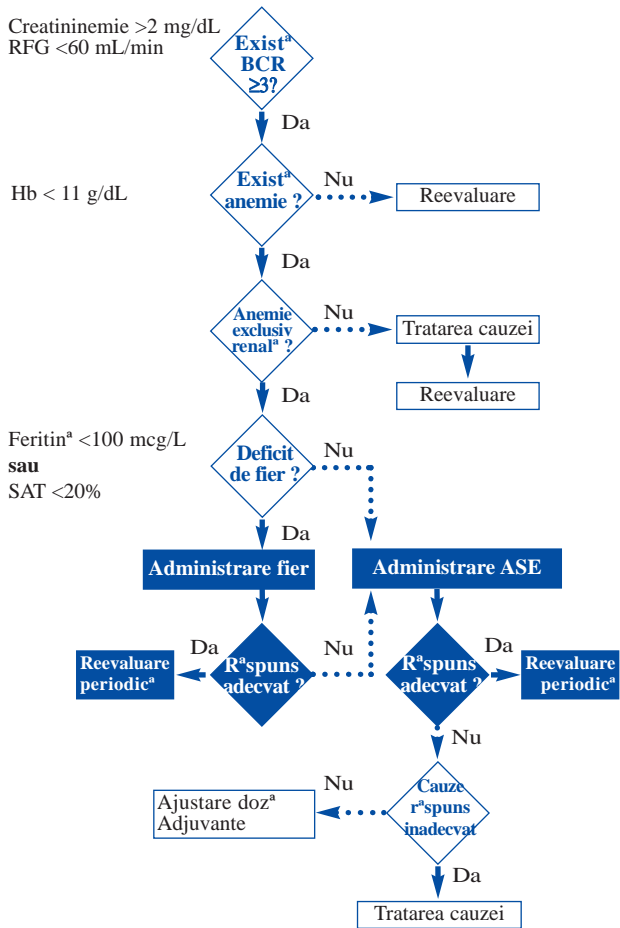 Creatininemie >2 mg/dL
RFG <60 mL/min
Existª
BCR
≥3?
Da
Hb < 11 g/dL
Existª
anemie ?
Nu
Reevaluare
Da
Anemie
exclusiv
renalª ?
Nu
Tratarea cauzei
Reevaluare
Da
Feritinª <100 mcg/L
sau
SAT <20%
Deficit
de fier ?
Nu
Da
Administrare fier
Administrare ASE
Rªspuns
adecvat ?
Da
Reevaluare
periodicª
Nu
Rªspuns
adecvat ?
Da
Reevaluare
periodicª
Nu
Cauze
rªspuns
inadecvat
Nu
Ajustare dozª
Adjuvante
Da
Tratarea cauzei